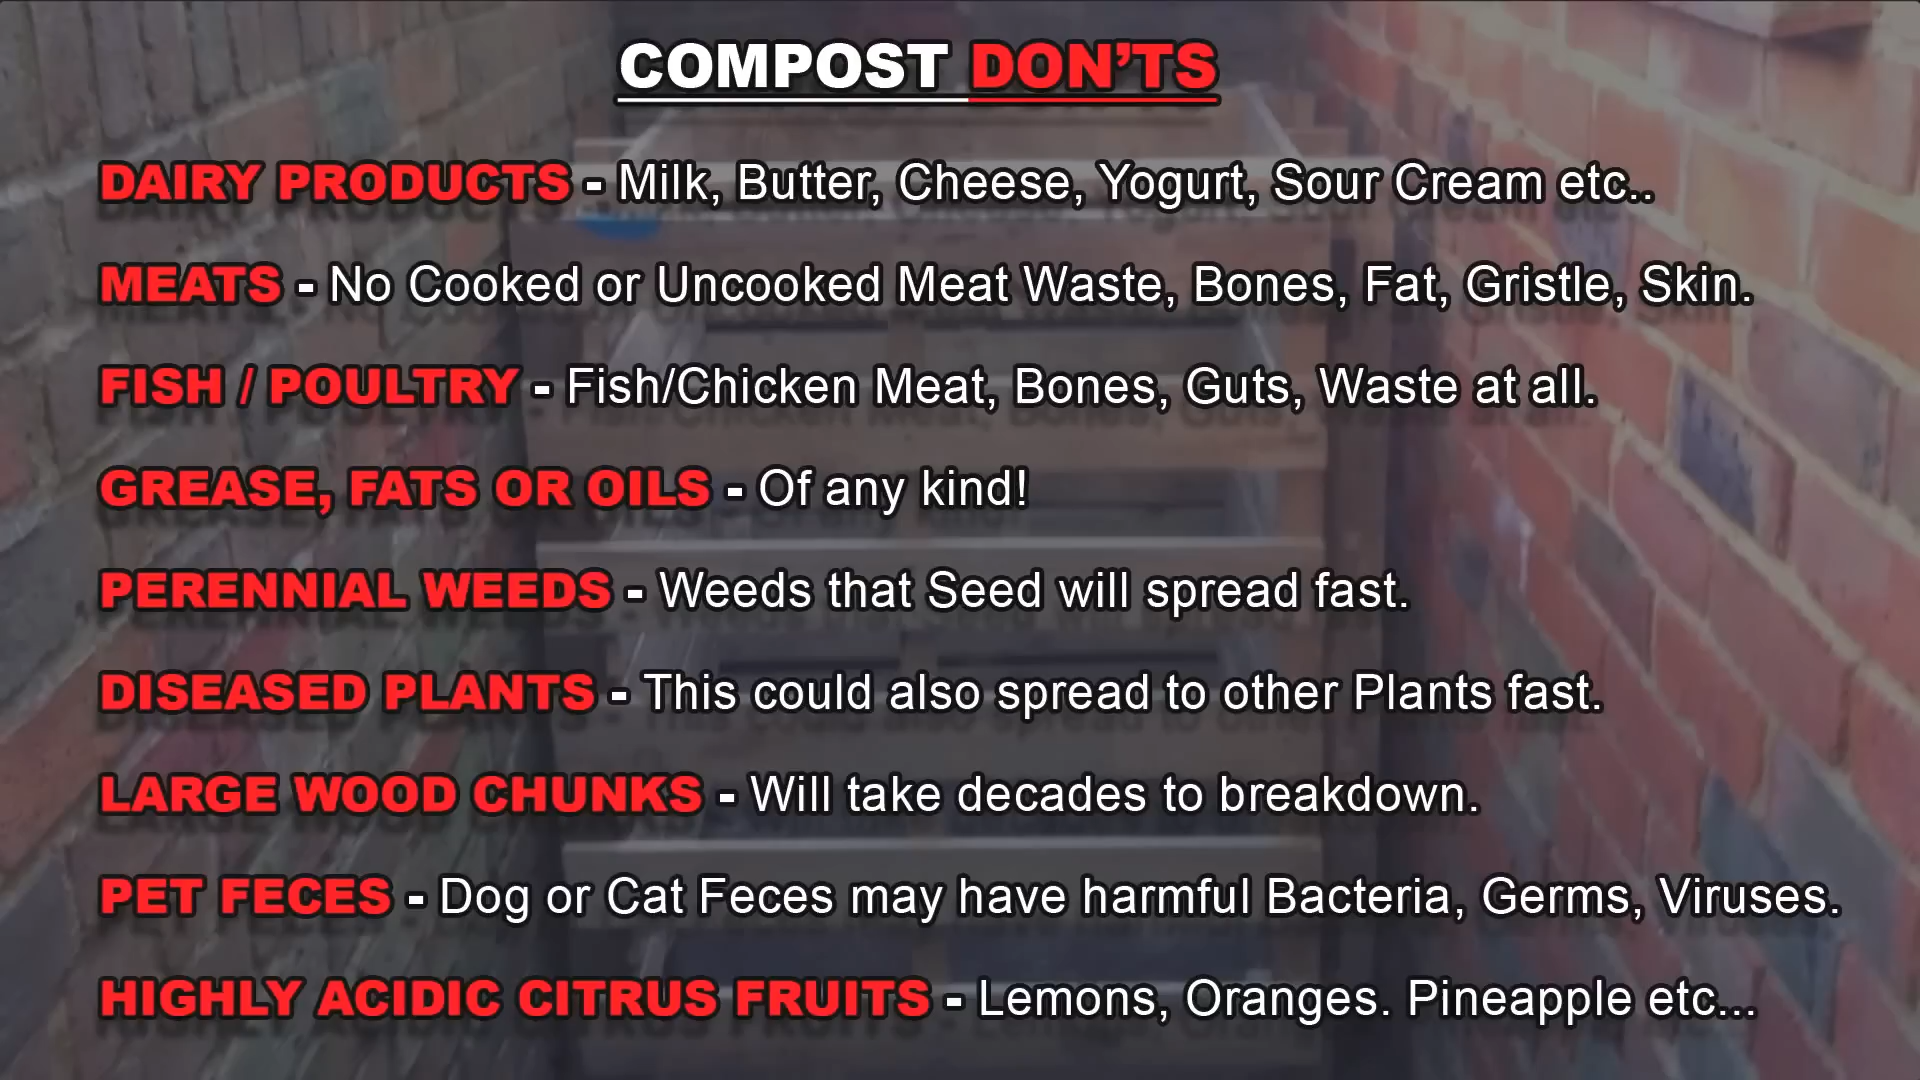 COMPOST DON'TS
DAIRY PRODUCTS - Milk, Butter, Cheese, Yogurt, Sour Cream etc..
MEATS - No Cooked or Uncooked Meat Waste, Bones, Fat, Gristle, Skin.
FISH / POULTRY - Fish/Chicken Meat, Bones, Guts, Waste at all.
GREASE, FATS OR OILS - Of any kind!
PERENNIAL WEEDS - Weeds that Seed will spread fast.
DISEASED PLANTS - This could also spread to other Plants fast.
LARGE WOOD CHUNKS - Will take decades to breakdown.
PET FECES - Dog or Cat Feces may have harmful Bacteria, Germs, Viruses.
HIGHLY ACIDIC CITRUS FRUITS - Lemons, Oranges. Pineapple etc...